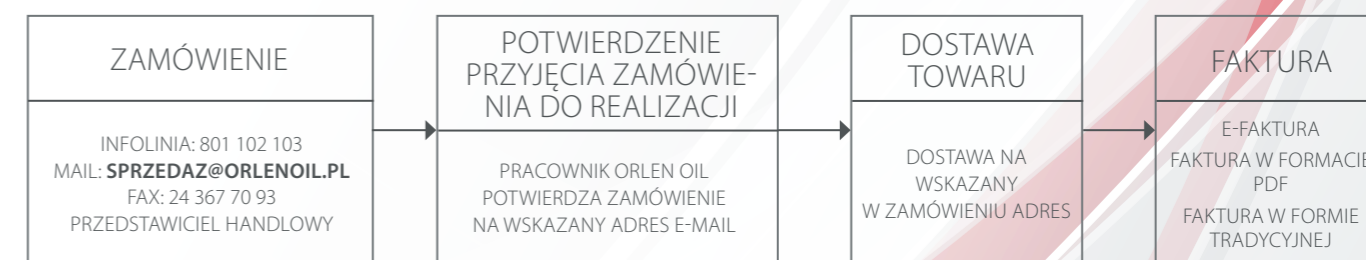 ZAMÓWIENIE
INFOLINIA: 801 102 103
MAIL: SPRZEDAZ@ORLENOIL.PL
FAX: 24 367 70 93
PRZEDSTAWICIEL HANDLOWY
POTWIERDZENIE
PRZYJĘCIA ZAMÓWIE-
NIA DO REALIZACJI
PRACOWNIK ORLEN OIL
POTWIERDZA ZAMÓWIENIE
NA WSKAZANY ADRES E-MAIL
DOSTAWA
TOWARU
DOSTAWA NA
WSKAZANY
W ZAMÓWIENIU ADRES
FAKTURA
E-FAKTURA
FAKTURA W FORMACIE
PDF
FAKTURA W FORMIE
TRADYCYJNEJ